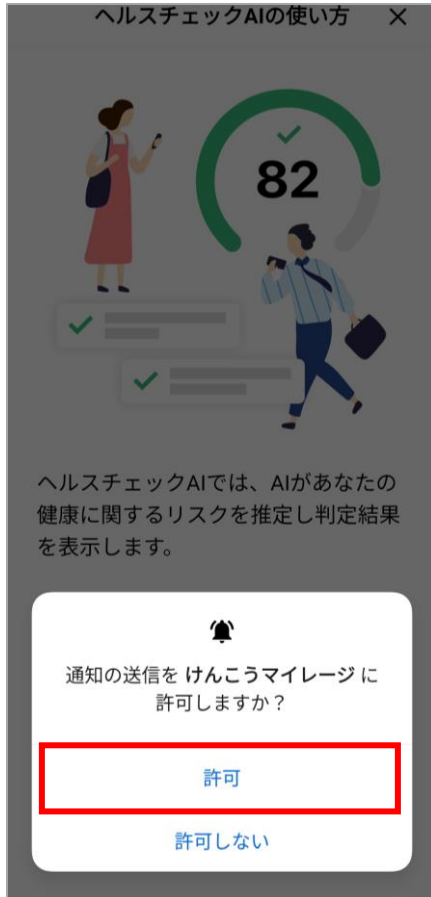 ヘルスチェックAIの使い方 ×
82
ヘルスチェックAIでは、AIがあなたの
健康に関するリスクを推定し判定結果
を表示します。
通知の送信を けんこうマイレージ に
許可しますか？
許可
許可しない